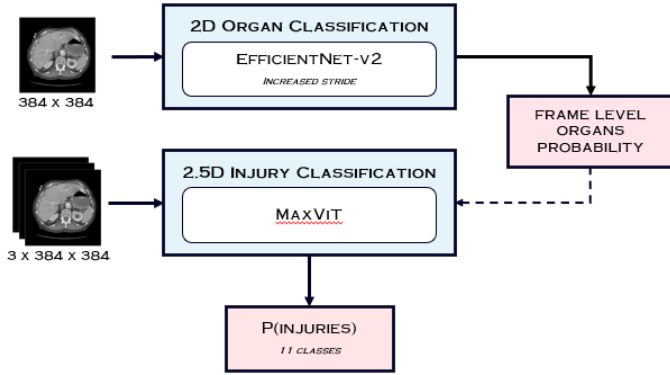 2D Organ Classification
EfficientNet-v2
Increased stride
384 x 384
Frame level
organs
probability
2.5D Injury Classification
MaxViT
3 x 384 x 384
P(injuries)
11 classes